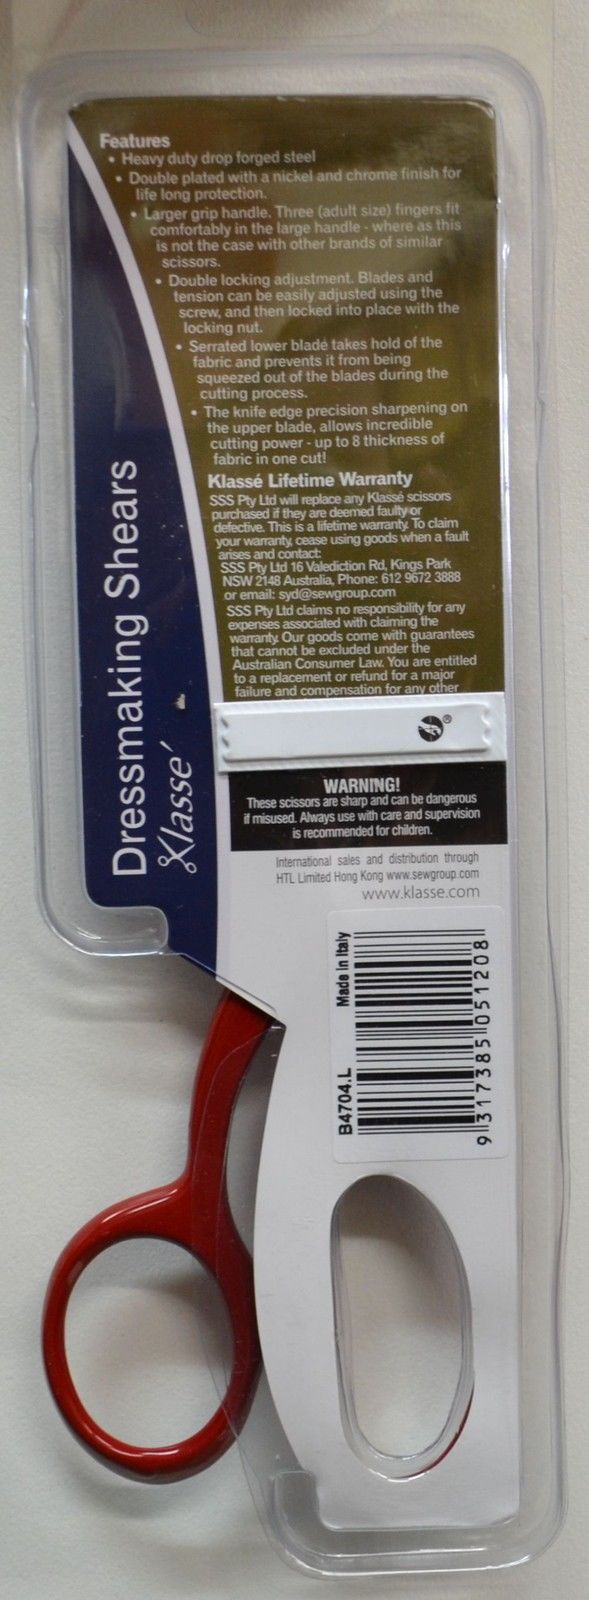 Features
• Heavy duty drop forged steel
• Double plated with a nickel and chrome finish for
life long protection.
• Larger grip handle. Three (adult size) fingers fit
comfortably in the large handle - where as this
is not the case with other brands of similar
scissors.
• Double locking adjustment. Blades and
tension can be easily adjusted using the
screw, and then locked into place with the
locking nut.
• Serrated lower blade takes hold of the
fabric and prevents it from being
squeezed out of the blades during the
cutting process.
• The knife edge precision sharpening on
the upper blade, allows incredible
cutting power - up to 8 thickness of
fabric in one cut!
Klassé Lifetime Warranty
SSS Pty Ltd will replace any Klassé scissors
purchased if they are deemed faulty or
defective. This is a lifetime warranty. To claim
your warranty, cease using goods when a fault
arises and contact:
SSS Pty Ltd 16 Valediction Rd, Kings Park
NSW 2148 Australia, Phone: 612 9672 3888
or email: syd@sewgroup.com
SSS Pty Ltd claims no responsibility for any
expenses associated with claiming the
warranty. Our goods come with guarantees
that cannot be excluded under the
Australian Consumer Law. You are entitled
to a replacement or refund for a major
failure and compensation for any other
Dressmaking Shears
Klassé
®
WARNING!
These scissors are sharp and can be dangerous
if misused. Always use with care and supervision
is recommended for children.
International sales and distribution through
HTL Limited Hong Kong www.sewgroup.com
www.klasse.com
B4704.L Made in Italy
9 317385 051208